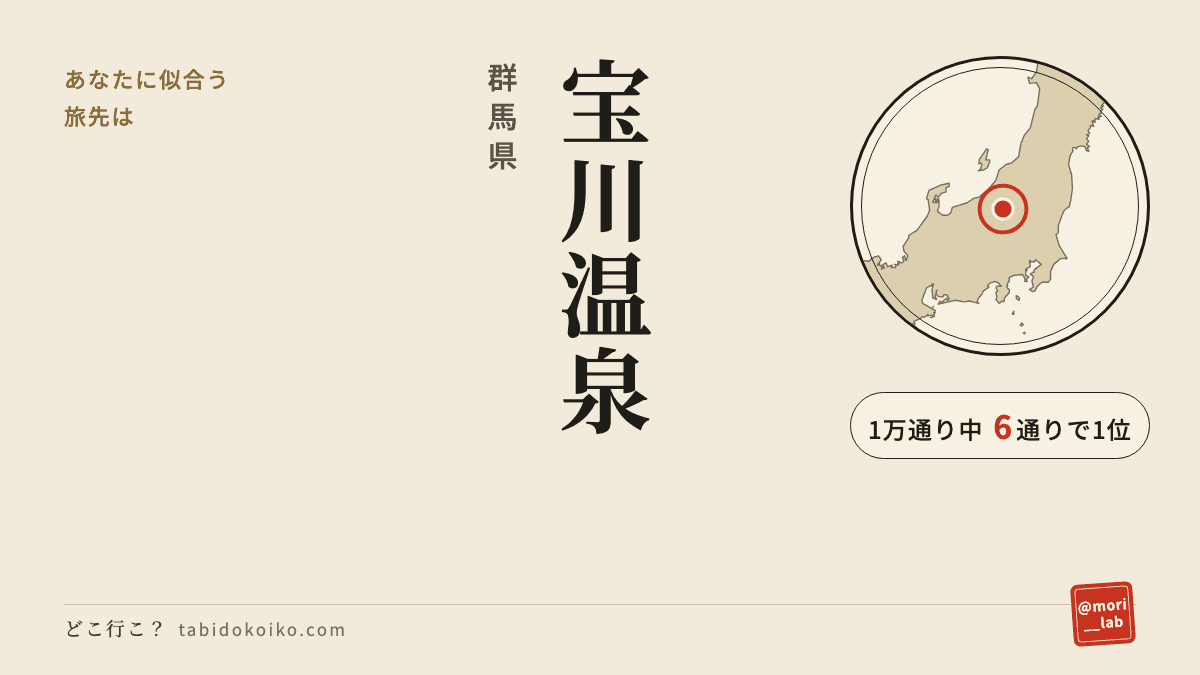 あなたに似合う
旅先は
宝川温泉
群馬県
1万通り中 6通りで1位
どこ行こ？ tabidokoiko.com
@mori
__lab